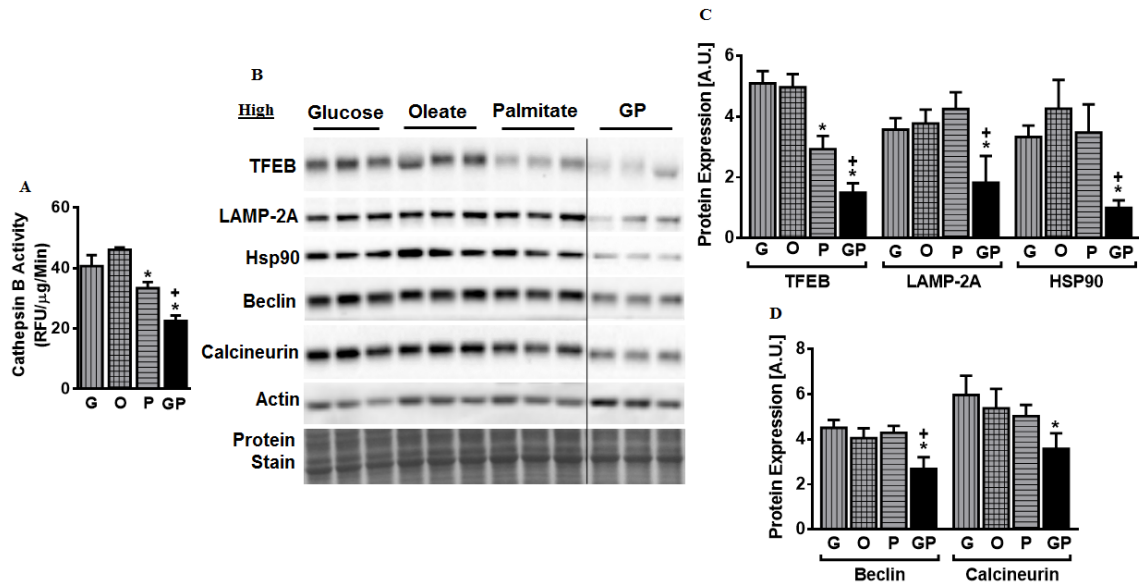 A
Cathepsin B Activity
(RFU/µg/Min)
60
40
20
0
*
+
*
G O P GP
B
High
Glucose Oleate Palmitate GP
TFEB
LAMP-2A
Hsp90
Beclin
Calcineurin
Actin
Protein
Stain
C
Protein Expression [A.U.]
6
4
2
0
*
+
*
+
*
+
*
G O P GP G O P GP G O P GP
TFEB LAMP-2A HSP90
D
Protein Expression [A.U.]
8
6
4
2
0
+
*
*
G O P GP G O P GP
Beclin Calcineurin